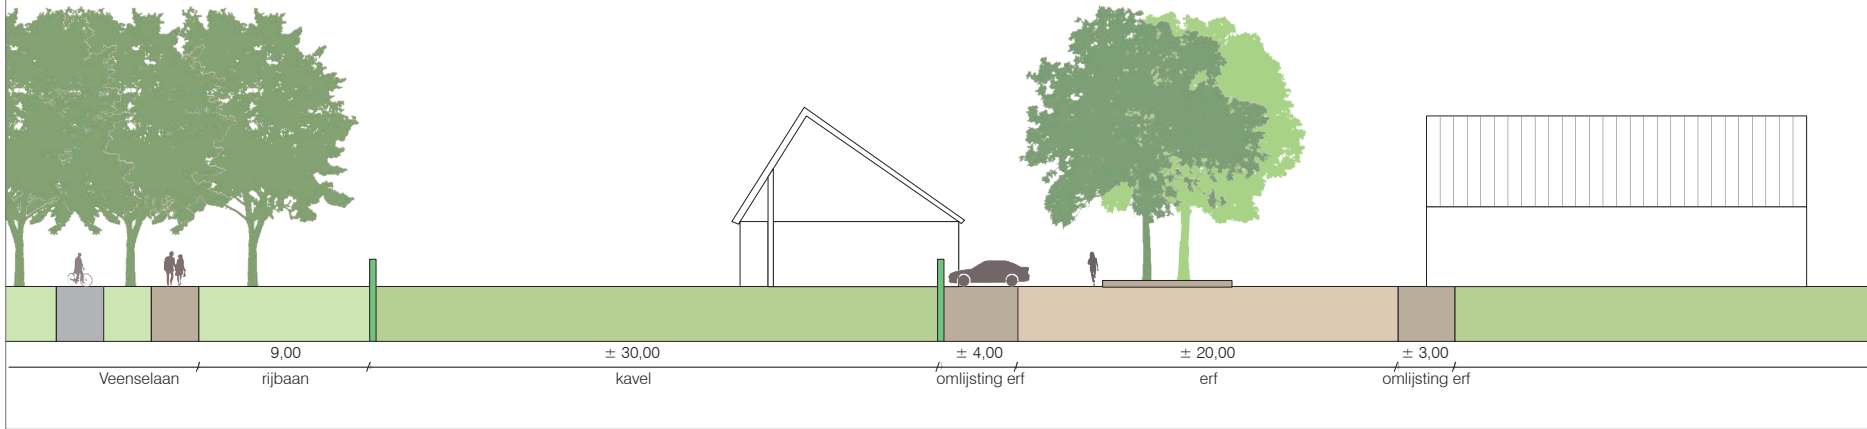 9,00 ± 30,00 ± 4,00 ± 20,00 ± 3,00
Veenselaan rijbaan kavel omlijsting erf erf omlijsting erf